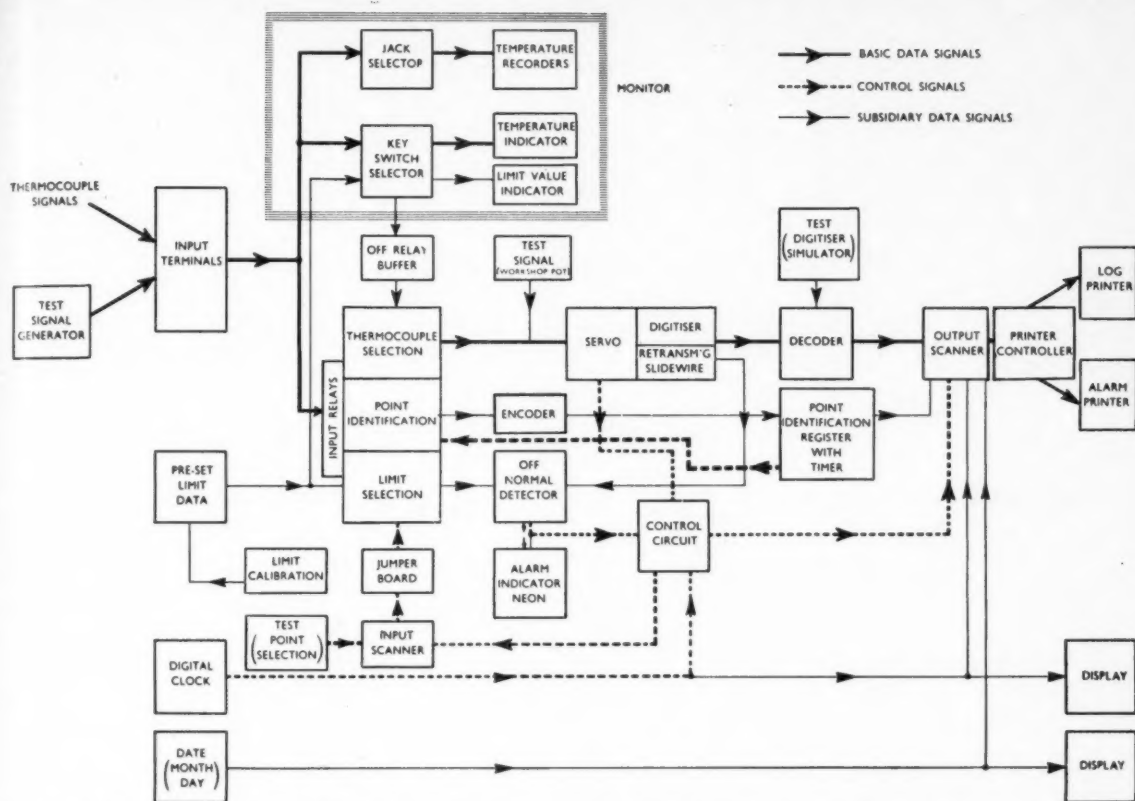 JACK
SELECTOR
TEMPERATURE
RECORDERS
MONITOR
BASIC DATA SIGNALS
CONTROL SIGNALS
SUBSIDIARY DATA SIGNALS
KEY
SWITCH
SELECTOR
TEMPERATURE
INDICATOR
LIMIT VALUE
INDICATOR
THERMOCOUPLE
SIGNALS
INPUT
TERMINALS
TEST
SIGNAL
GENERATOR
OFF RELAY
BUFFER
TEST
SIGNAL
(WORKSHOP POT)
TEST
(DIGITISER)
SIMULATOR
LOG
PRINTER
THERMOCOUPLE
SELECTION
SERVO
DIGITISER
RETRANSM'G
SLIDEWIRE
DECODER
OUTPUT
SCANNER
PRINTER
CONTROLLER
ALARM
PRINTER
INPUT RELAYS
POINT
IDENTIFICATION
ENCODER
POINT
IDENTIFICATION
REGISTER
WITH
TIMER
PRE-SET
LIMIT
DATA
LIMIT
SELECTION
OFF
NORMAL
DETECTOR
CONTROL
CIRCUIT
LIMIT
CALIBRATION
JUMPER
BOARD
ALARM
INDICATOR
NEON
TEST
(POINT)
SELECTION
INPUT
SCANNER
DIGITAL
CLOCK
DISPLAY
DATE
(MONTH)
DAY
DISPLAY